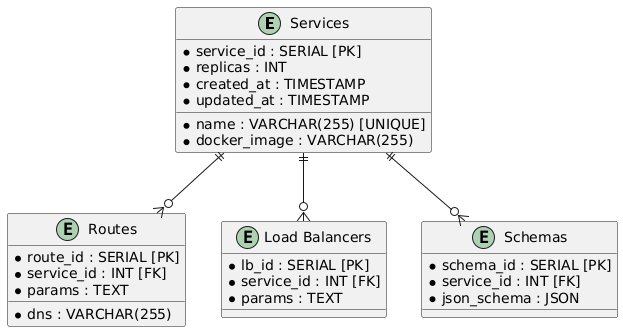 E Services
service_id : SERIAL [PK]
replicas : INT
created_at : TIMESTAMP
updated_at : TIMESTAMP
name : VARCHAR(255) [UNIQUE]
docker_image : VARCHAR(255)
E Routes
route_id : SERIAL [PK]
service_id : INT [FK]
params : TEXT
dns : VARCHAR(255)
E Load Balancers
lb_id : SERIAL [PK]
service_id : INT [FK]
params : TEXT
E Schemas
schema_id : SERIAL [PK]
service_id : INT [FK]
json_schema : JSON